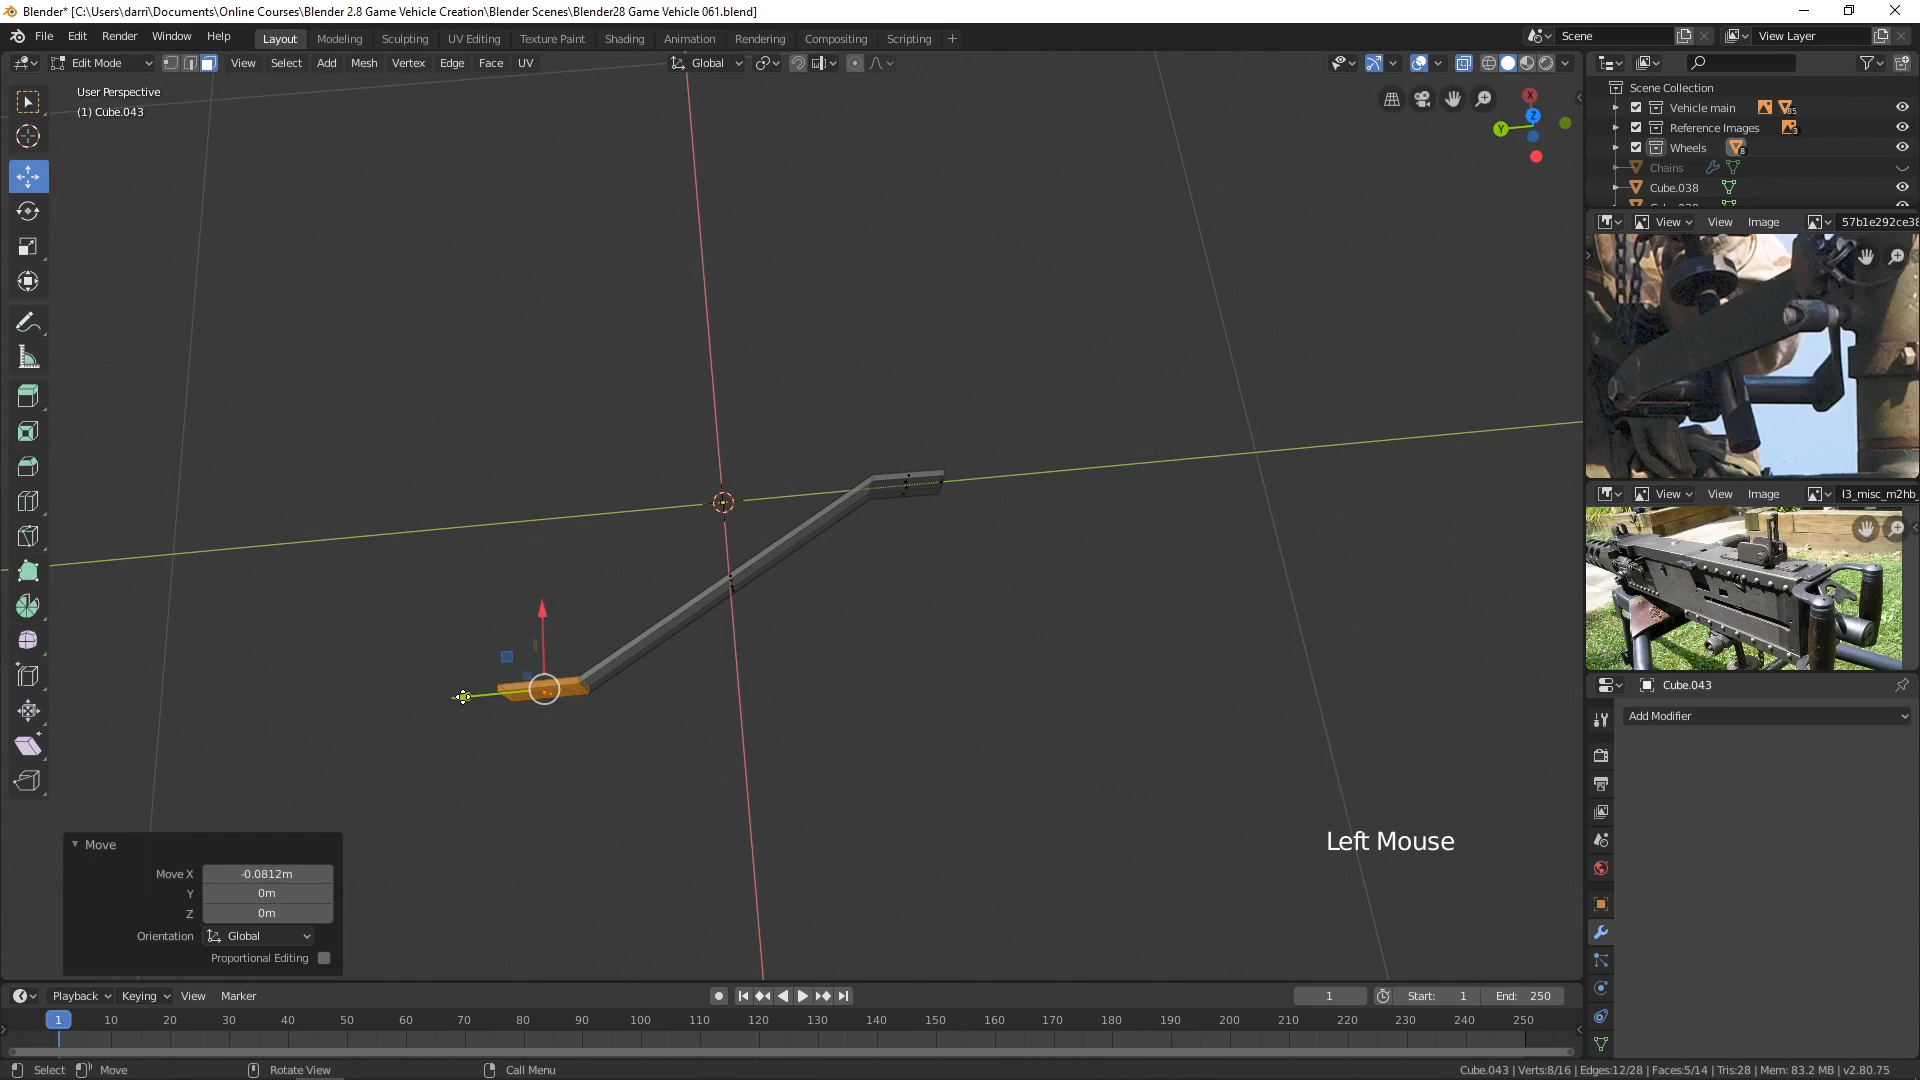 Blender* [C:\Users\darri\Documents\Online Courses\Blender 2.8 Game Vehicle Creation\Blender Scenes\Blender28 Game Vehicle 061.blend]
File Edit Render Window Help
Layout Modeling Sculpting UV Editing Texture Paint Shading Animation Rendering Compositing Scripting
Scene
View Layer
Edit Mode
View Select Add Mesh Vertex Edge Face UV
Global
User Perspective
(1) Cube.043
X
Y
Z
Scene Collection
Vehicle main
85
Reference Images
3
Wheels
8
Chains
Cube.038
View View Image 57b1e292ce38
View View Image l3_misc_m2hb_
Cube.043
Add Modifier
Left Mouse
Move
Move X -0.0812m
Y 0m
Z 0m
Orientation Global
Proportional Editing
Playback Keying View Marker
1
Start: 1
End: 250
1 10 20 30 40 50 60 70 80 90 100 110 120 130 140 150 160 170 180 190 200 210 220 230 240 250
Select Move Rotate View Call Menu
Cube.043 | Verts:8/16 | Edges:12/28 | Faces:5/14 | Tris:28 | Mem: 83.2 MB | v2.80.75